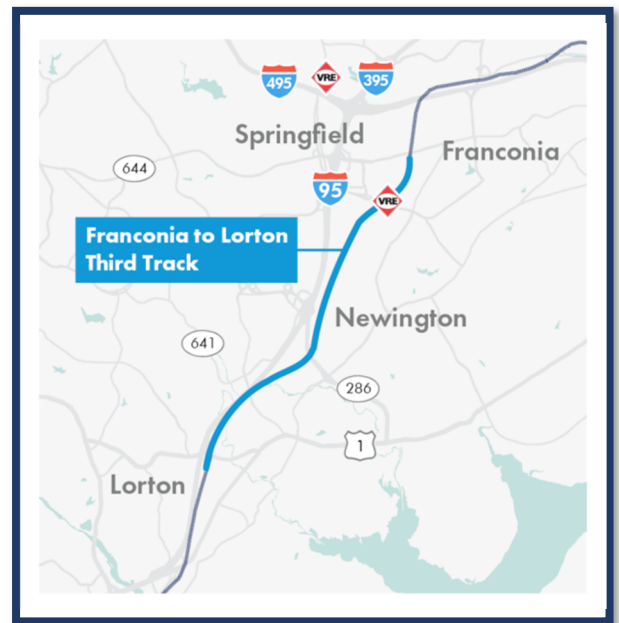 495
VRE
395
Springfield
Franconia
644
95
VRE
Franconia to Lorton
Third Track
Newington
641
286
1
Lorton